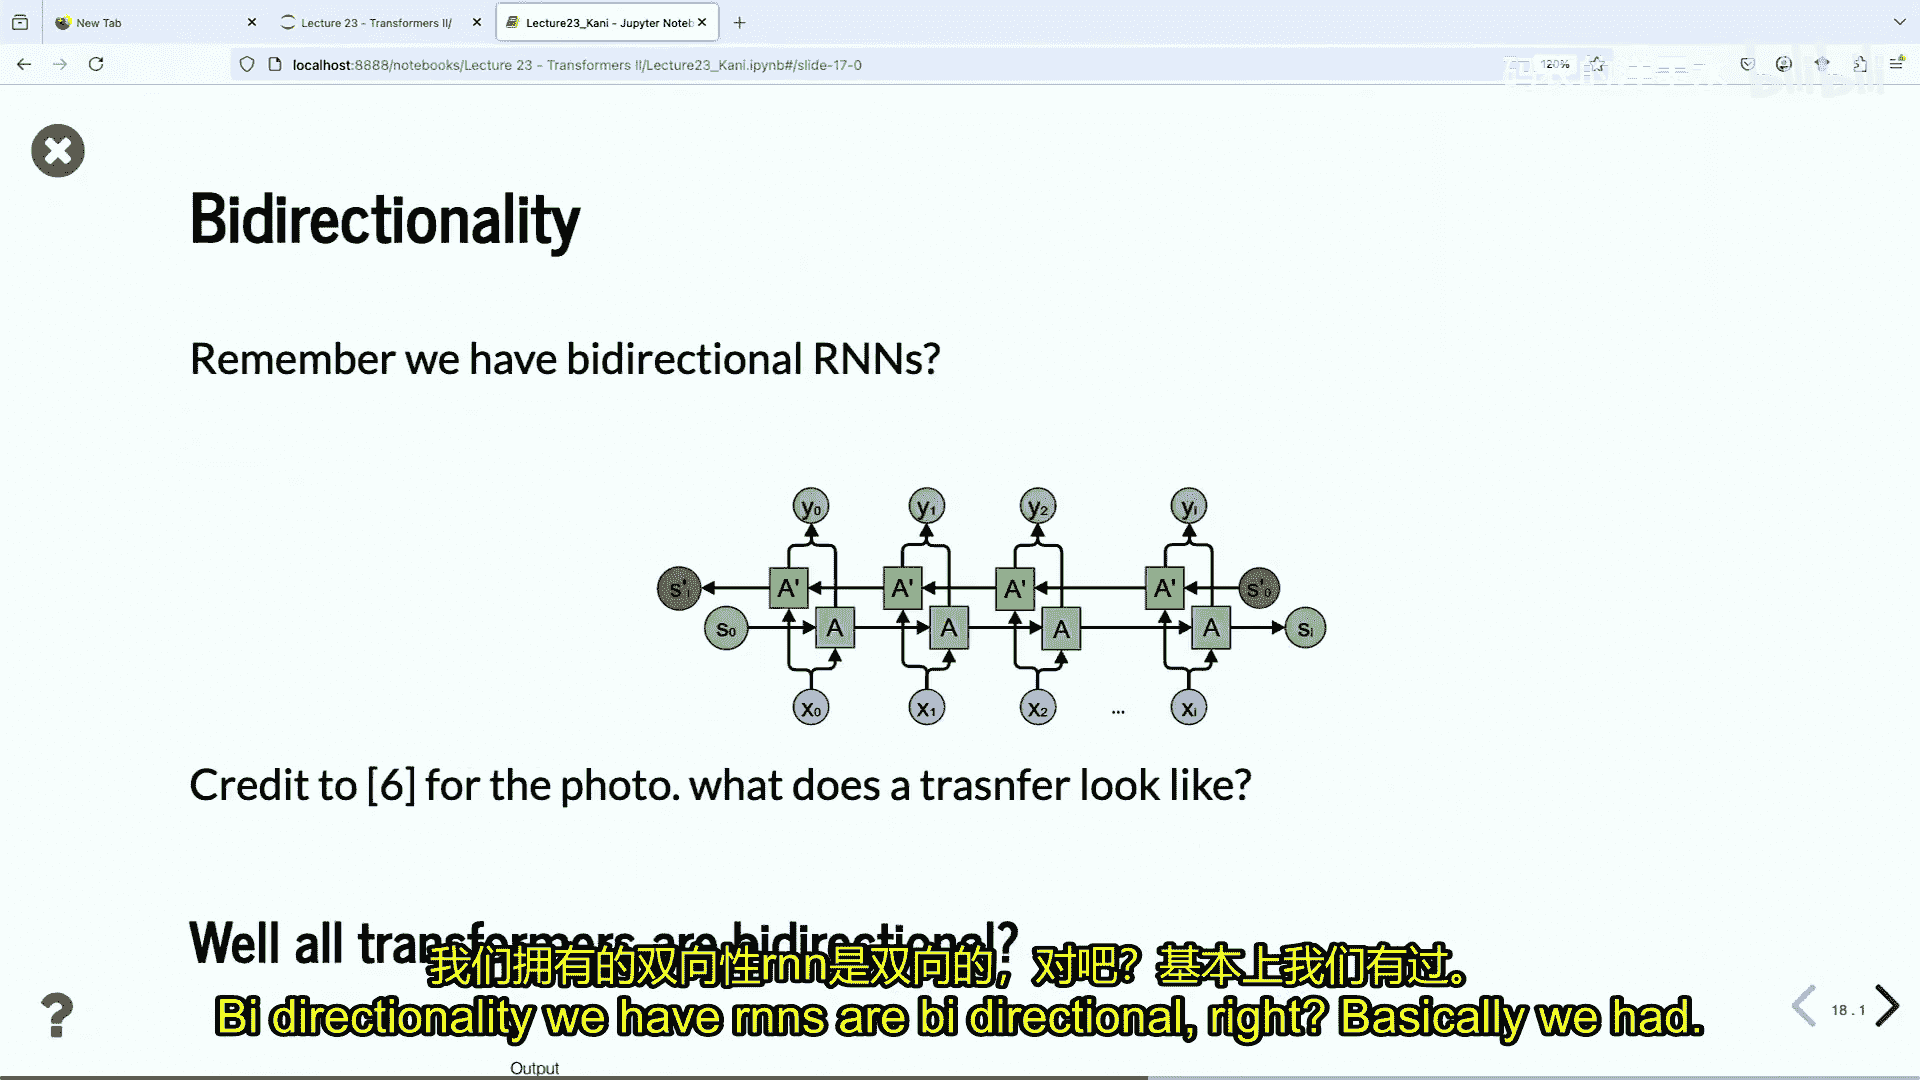 New Tab
Lecture 23 - Transformers II/
Lecture23_Kani - Jupyter Noteb
localhost:8888/notebooks/Lecture 23 - Transformers II/Lecture23_Kani.ipynb#/slide-17-0
120%
Bidirectionality
Remember we have bidirectional RNNs?
y₀ y₁ y₂ yᵢ
s'ᵢ A' A' A' A' s'₀
s₀ A A A A sᵢ
x₀ x₁ x₂ ... xᵢ
Credit to [6] for the photo. what does a trasnfer look like?
Well all transformers are bidirectional?
我们拥有的双向性rnn是双向的，对吧？基本上我们有过。
Bi directionality we have rnns are bi directional, right? Basically we had.
18.1
Output